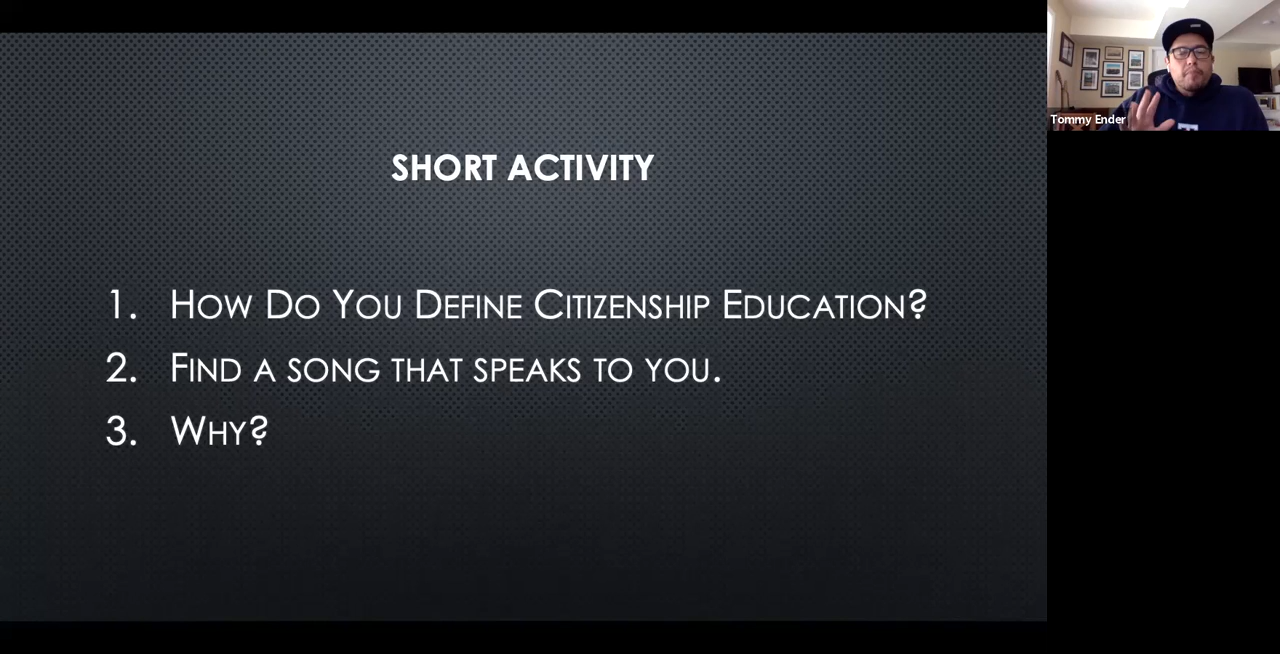 SHORT ACTIVITY
1. How Do You Define Citizenship Education?
2. Find a song that speaks to you.
3. Why?
Tommy Ender